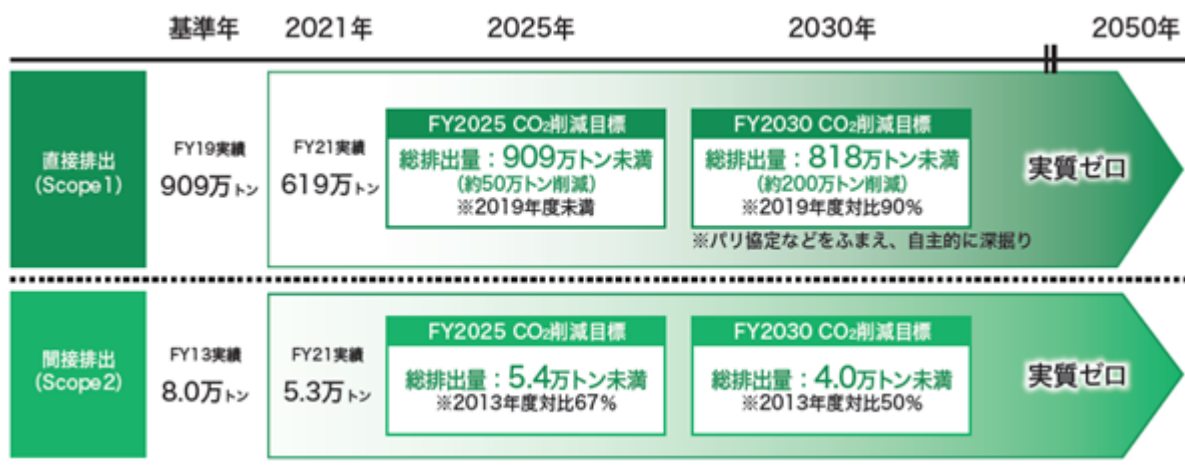 基準年 2021年 2025年 2030年 2050年
直接排出
(Scope1)
FY19実績
909万トン
FY21実績
619万トン
FY2025 CO₂削減目標
総排出量：909万トン未満
(約50万トン削減)
※2019年度未満
FY2030 CO₂削減目標
総排出量：818万トン未満
(約200万トン削減)
※2019年度対比90%
※パリ協定などをふまえ、自主的に深掘り
実質ゼロ
間接排出
(Scope2)
FY13実績
8.0万トン
FY21実績
5.3万トン
FY2025 CO₂削減目標
総排出量：5.4万トン未満
※2013年度対比67%
FY2030 CO₂削減目標
総排出量：4.0万トン未満
※2013年度対比50%
実質ゼロ